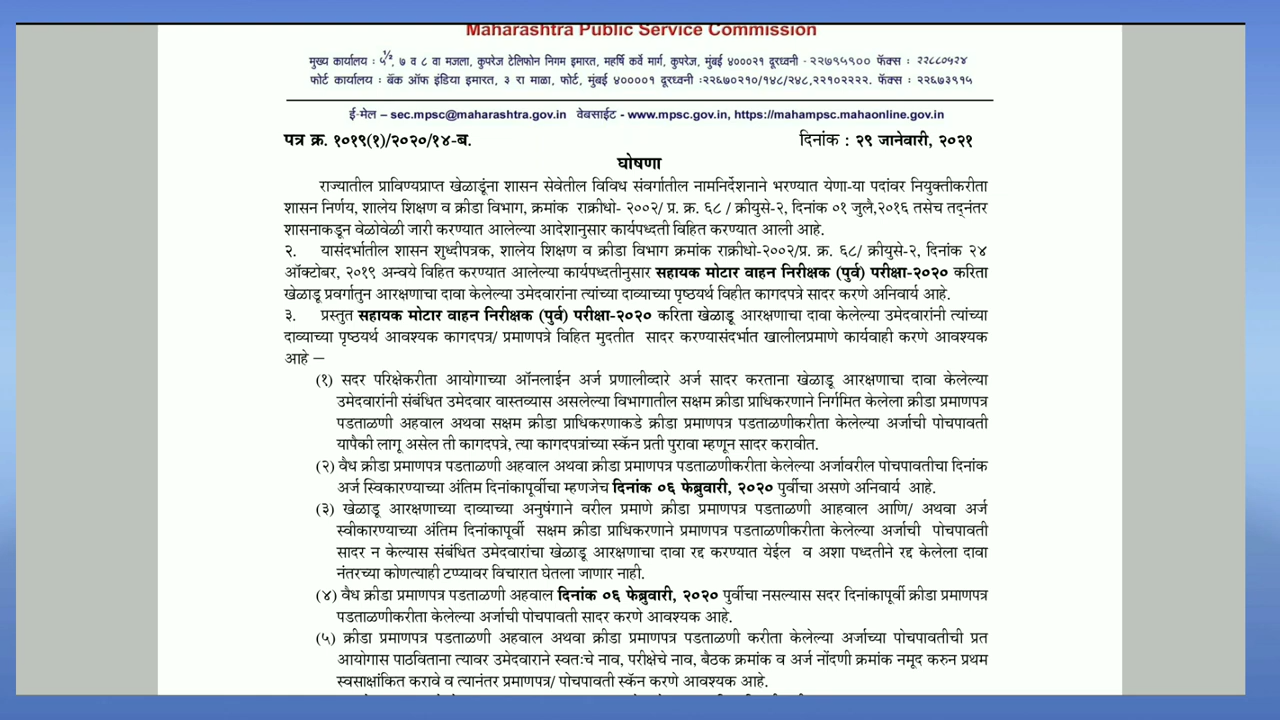 Maharashtra Public Service Commission
मुख्य कार्यालय : ५½, ७ व ८ वा मजला, कुपरेज टेलिफोन निगम इमारत, महर्षि कर्वे मार्ग, कुपरेज, मुंबई ४०००२१ दूरध्वनी - २२७९५९०० फॅक्स : २२८८०५२४
फोर्ट कार्यालय : बँक ऑफ इंडिया इमारत, ३ रा माळा, फोर्ट, मुंबई ४००००१ दूरध्वनी :२२६७०२१०/१४८/२४८,२२१०२२२२. फॅक्स : २२६७३९१५
ई-मेल – sec.mpsc@maharashtra.gov.in वेबसाईट - www.mpsc.gov.in, https://mahampsc.mahaonline.gov.in
पत्र क्र. १०१९(१)/२०२०/१४-ब. दिनांक : २९ जानेवारी, २०२१
घोषणा
राज्यातील प्राविण्यप्राप्त खेळाडूंना शासन सेवेतील विविध संवर्गातील नामनिर्देशनाने भरण्यात येणा-या पदांवर नियुक्तीकरीता
शासन निर्णय, शालेय शिक्षण व क्रीडा विभाग, क्रमांक राक्रीधो- २००२/ प्र. क्र. ६८ / क्रीयुसे-२, दिनांक ०१ जुलै,२०१६ तसेच तद्नंतर
शासनाकडून वेळोवेळी जारी करण्यात आलेल्या आदेशानुसार कार्यपध्दती विहित करण्यात आली आहे.
२. यासंदर्भातील शासन शुध्दीपत्रक, शालेय शिक्षण व क्रीडा विभाग क्रमांक राक्रीधो-२००२/प्र. क्र. ६८/ क्रीयुसे-२, दिनांक २४
ऑक्टोबर, २०१९ अन्वये विहित करण्यात आलेल्या कार्यपध्दतीनुसार सहायक मोटार वाहन निरीक्षक (पुर्व) परीक्षा-२०२० करिता
खेळाडू प्रवर्गातुन आरक्षणाचा दावा केलेल्या उमेदवारांना त्यांच्या दाव्याच्या पृष्ठयर्थ विहीत कागदपत्रे सादर करणे अनिवार्य आहे.
३. प्रस्तुत सहायक मोटार वाहन निरीक्षक (पुर्व) परीक्षा-२०२० करिता खेळाडू आरक्षणाचा दावा केलेल्या उमेदवारांनी त्यांच्या
दाव्याच्या पृष्ठयर्थ आवश्यक कागदपत्र/ प्रमाणपत्रे विहित मुदतीत सादर करण्यासंदर्भात खालीलप्रमाणे कार्यवाही करणे आवश्यक
आहे –
(१) सदर परिक्षेकरीता आयोगाच्या ऑनलाईन अर्ज प्रणालीव्दारे अर्ज सादर करताना खेळाडू आरक्षणाचा दावा केलेल्या
उमेदवारांनी संबंधित उमेदवार वास्तव्यास असलेल्या विभागातील सक्षम क्रीडा प्राधिकरणाने निर्गमित केलेला क्रीडा प्रमाणपत्र
पडताळणी अहवाल अथवा सक्षम क्रीडा प्राधिकरणाकडे क्रीडा प्रमाणपत्र पडताळणीकरीता केलेल्या अर्जाची पोचपावती
यापैकी लागू असेल ती कागदपत्रे, त्या कागदपत्रांच्या स्कॅन प्रती पुरावा म्हणून सादर करावीत.
(२) वैध क्रीडा प्रमाणपत्र पडताळणी अहवाल अथवा क्रीडा प्रमाणपत्र पडताळणीकरीता केलेल्या अर्जावरील पोचपावतीचा दिनांक
अर्ज स्विकारण्याच्या अंतिम दिनांकापूर्वीचा म्हणजेच दिनांक ०६ फेब्रुवारी, २०२० पुर्वीचा असणे अनिवार्य आहे.
(३) खेळाडू आरक्षणाच्या दाव्याच्या अनुषंगाने वरील प्रमाणे क्रीडा प्रमाणपत्र पडताळणी आहवाल आणि/ अथवा अर्ज
स्वीकारण्याच्या अंतिम दिनांकापूर्वी सक्षम क्रीडा प्राधिकरणाने प्रमाणपत्र पडताळणीकरीता केलेल्या अर्जाची पोचपावती
सादर न केल्यास संबंधित उमेदवारांचा खेळाडू आरक्षणाचा दावा रद्द करण्यात येईल व अशा पध्दतीने रद्द केलेला दावा
नंतरच्या कोणत्याही टप्प्यावर विचारात घेतला जाणार नाही.
(४) वैध क्रीडा प्रमाणपत्र पडताळणी अहवाल दिनांक ०६ फेब्रुवारी, २०२० पुर्वीचा नसल्यास सदर दिनांकापूर्वी क्रीडा प्रमाणपत्र
पडताळणीकरीता केलेल्या अर्जाची पोचपावती सादर करणे आवश्यक आहे.
(५) क्रीडा प्रमाणपत्र पडताळणी अहवाल अथवा क्रीडा प्रमाणपत्र पडताळणी करीता केलेल्या अर्जाच्या पोचपावतीची प्रत
आयोगास पाठविताना त्यावर उमेदवाराने स्वतःचे नाव, परीक्षेचे नाव, बैठक क्रमांक व अर्ज नोंदणी क्रमांक नमूद करुन प्रथम
स्वसाक्षांकित करावे व त्यानंतर प्रमाणपत्र/ पोचपावती स्कॅन करणे आवश्यक आहे.